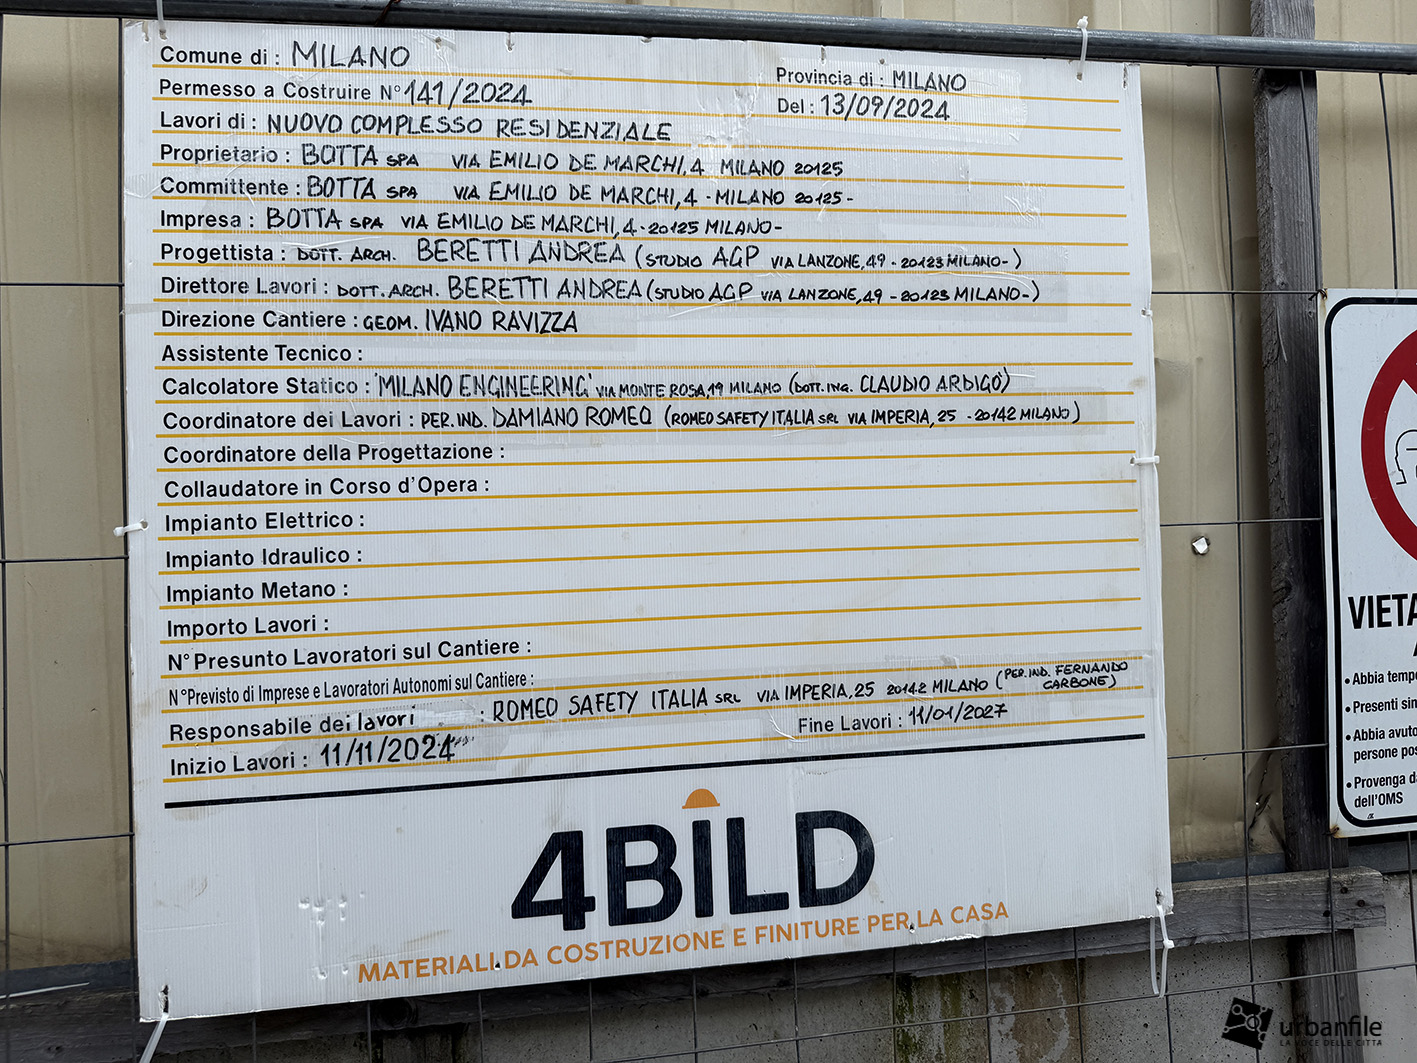 Comune di : MILANO
Provincia di : MILANO
Permesso a Costruire N° 141/2024
Del : 13/09/2024
Lavori di : NUOVO COMPLESSO RESIDENZIALE
Proprietario : BOTTA SPA VIA EMILIO DE MARCHI, 4 MILANO 20125
Committente : BOTTA SPA VIA EMILIO DE MARCHI, 4 - MILANO 20125 -
Impresa : BOTTA SPA VIA EMILIO DE MARCHI, 4 - 20125 MILANO -
Progettista : DOTT. ARCH. BERETTI ANDREA (STUDIO AGP VIA LANZONE, 49 - 20123 MILANO - )
Direttore Lavori : DOTT. ARCH. BERETTI ANDREA (STUDIO AGP VIA LANZONE, 49 - 20123 MILANO - )
Direzione Cantiere : GEOM. IVANO RAVIZZA
Assistente Tecnico :
Calcolatore Statico : 'MILANO ENGINEERING' VIA MONTE ROSA, 19 MILANO (DOTT. ING. CLAUDIO ARDIGO')
Coordinatore dei Lavori : PER. IND. DAMIANO ROMEO (ROMEO SAFETY ITALIA SRL VIA IMPERIA, 25 - 20142 MILANO)
Coordinatore della Progettazione :
Collaudatore in Corso d'Opera :
Impianto Elettrico :
Impianto Idraulico :
Impianto Metano :
Importo Lavori :
N° Presunto Lavoratori sul Cantiere :
N° Previsto di Imprese e Lavoratori Autonomi sul Cantiere :
Responsabile dei lavori : ROMEO SAFETY ITALIA SRL VIA IMPERIA, 25 20142 MILANO (PER. IND. FERNANDO CARBONE)
Inizio Lavori : 11/11/2024
Fine Lavori : 11/01/2027
4BILD
MATERIALI DA COSTRUZIONE E FINITURE PER LA CASA
VIETA
A
• Abbia tempe
• Presenti sin
• Abbia avuto
persone pos
• Provenga d
dell'OMS
urbanfile
LA VOCE DELLE CITTÀ